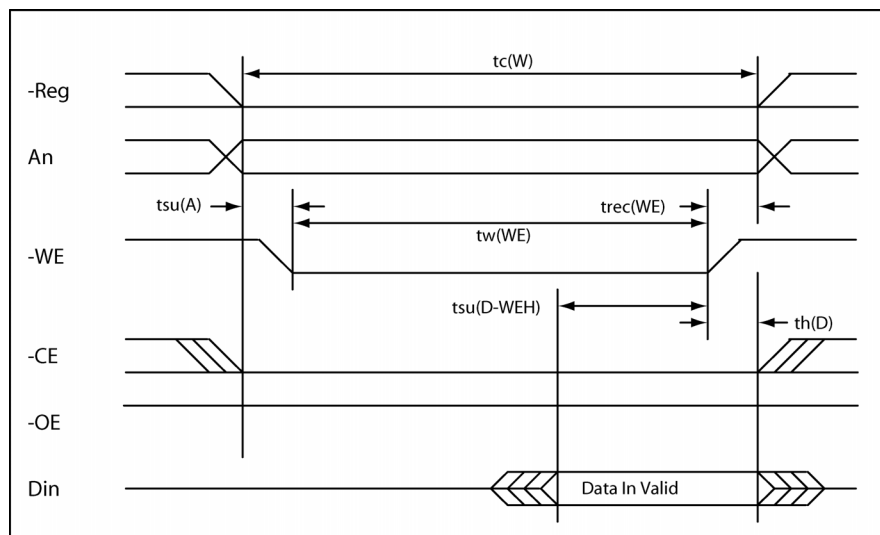 tc(W)
-Reg
An
tsu(A)
trec(WE)
tw(WE)
-WE
tsu(D-WEH)
th(D)
-CE
-OE
Din
Data In Valid